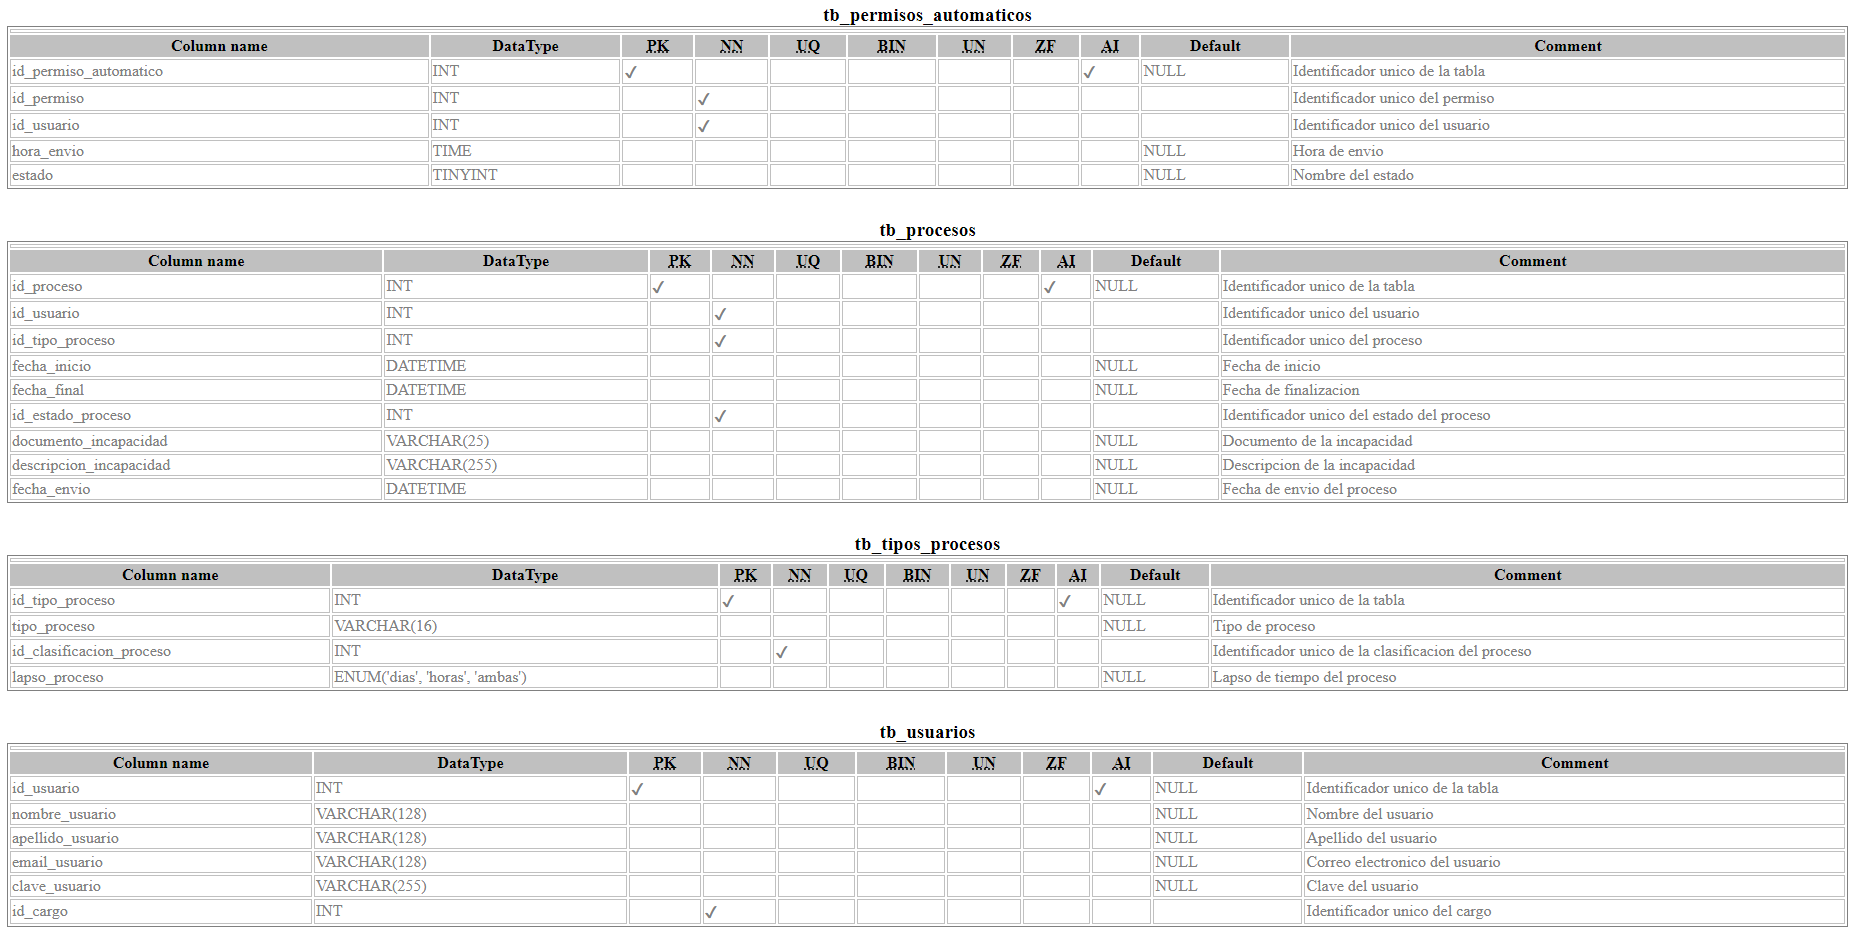 tb_permisos_automaticos
Column name DataType PK NN UQ BIN UN ZF AI Default Comment
id_permiso_automatico INT ✓ ✓ NULL Identificador unico de la tabla
id_permiso INT ✓ Identificador unico del permiso
id_usuario INT ✓ Identificador unico del usuario
hora_envio TIME NULL Hora de envio
estado TINYINT NULL Nombre del estado
tb_procesos
Column name DataType PK NN UQ BIN UN ZF AI Default Comment
id_proceso INT ✓ ✓ NULL Identificador unico de la tabla
id_usuario INT ✓ Identificador unico del usuario
id_tipo_proceso INT ✓ Identificador unico del proceso
fecha_inicio DATETIME NULL Fecha de inicio
fecha_final DATETIME NULL Fecha de finalizacion
id_estado_proceso INT ✓ Identificador unico del estado del proceso
documento_incapacidad VARCHAR(25) NULL Documento de la incapacidad
descripcion_incapacidad VARCHAR(255) NULL Descripcion de la incapacidad
fecha_envio DATETIME NULL Fecha de envio del proceso
tb_tipos_procesos
Column name DataType PK NN UQ BIN UN ZF AI Default Comment
id_tipo_proceso INT ✓ ✓ NULL Identificador unico de la tabla
tipo_proceso VARCHAR(16) NULL Tipo de proceso
id_clasificacion_proceso INT ✓ Identificador unico de la clasificacion del proceso
lapso_proceso ENUM('dias', 'horas', 'ambas') NULL Lapso de tiempo del proceso
tb_usuarios
Column name DataType PK NN UQ BIN UN ZF AI Default Comment
id_usuario INT ✓ ✓ NULL Identificador unico de la tabla
nombre_usuario VARCHAR(128) NULL Nombre del usuario
apellido_usuario VARCHAR(128) NULL Apellido del usuario
email_usuario VARCHAR(128) NULL Correo electronico del usuario
clave_usuario VARCHAR(255) NULL Clave del usuario
id_cargo INT ✓ Identificador unico del cargo